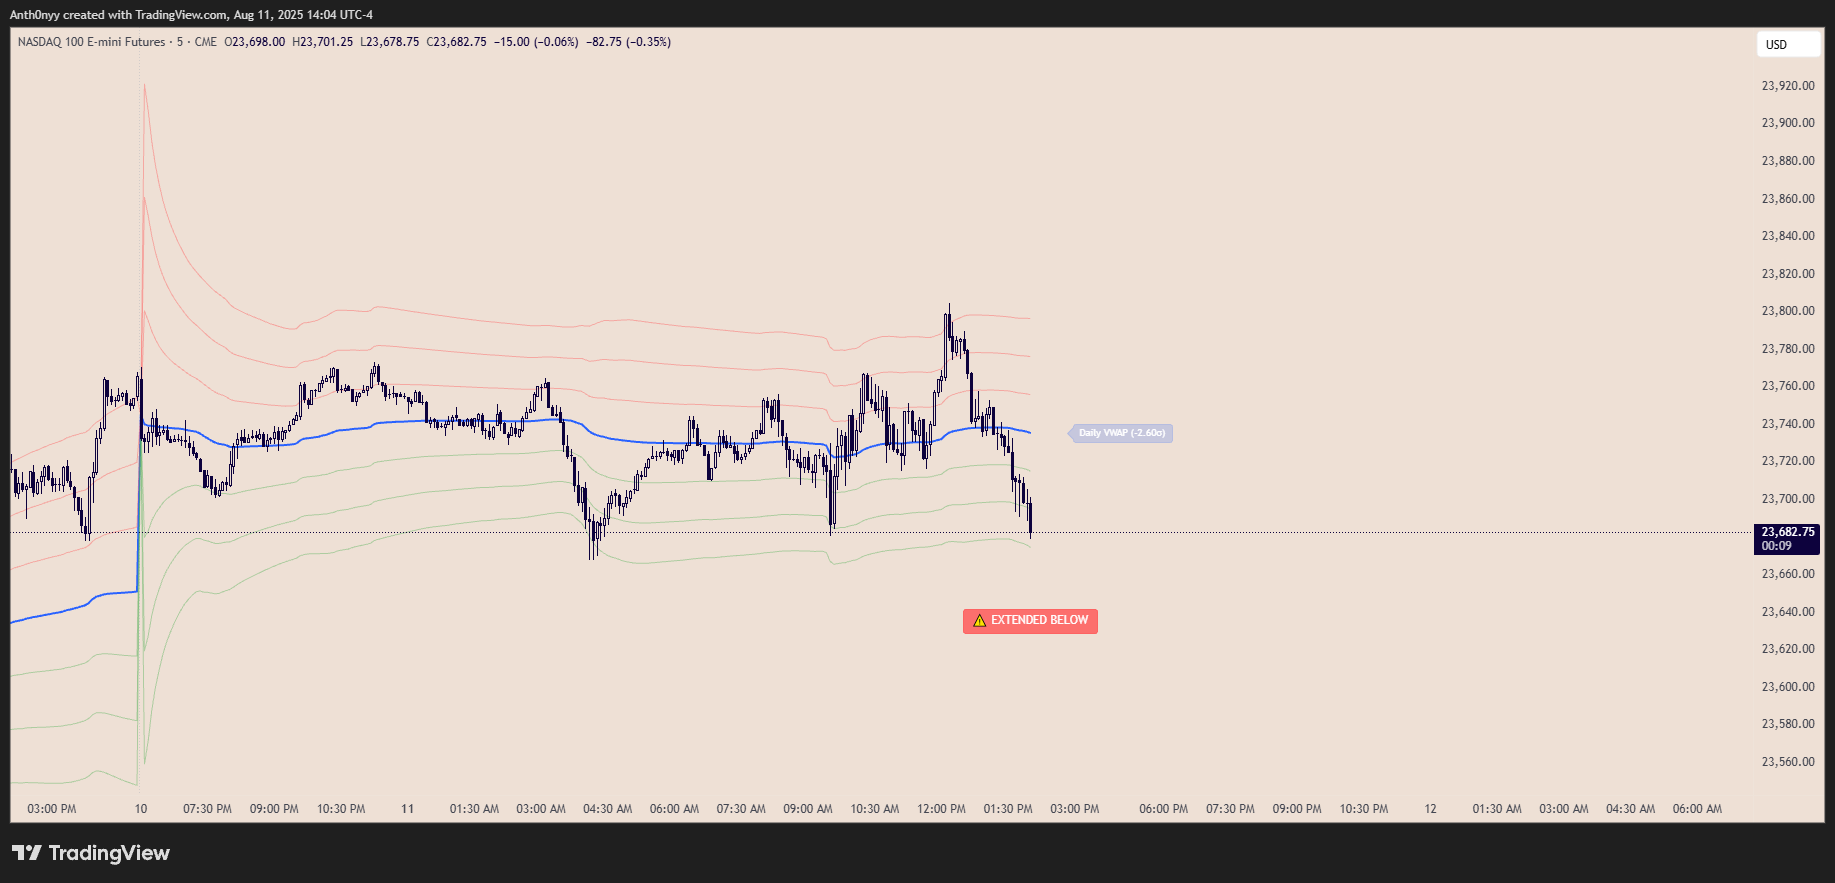 Anth0nyy created with TradingView.com, Aug 11, 2025 14:04 UTC-4
NASDAQ 100 E-mini Futures · 5 · CME O23,698.00 H23,701.25 L23,678.75 C23,682.75 −15.00 (−0.06%) −82.75 (−0.35%)
USD
23,920.00
23,900.00
23,880.00
23,860.00
23,840.00
23,820.00
23,800.00
23,780.00
23,760.00
23,740.00
Daily VWAP (-2.60σ)
23,720.00
23,700.00
23,682.75
00:09
23,660.00
23,640.00
⚠ EXTENDED BELOW
23,620.00
23,600.00
23,580.00
23,560.00
03:00 PM 10 07:30 PM 09:00 PM 10:30 PM 11 01:30 AM 03:00 AM 04:30 AM 06:00 AM 07:30 AM 09:00 AM 10:30 AM 12:00 PM 01:30 PM 03:00 PM 06:00 PM 07:30 PM 09:00 PM 10:30 PM 12 01:30 AM 03:00 AM 04:30 AM 06:00 AM
TradingView